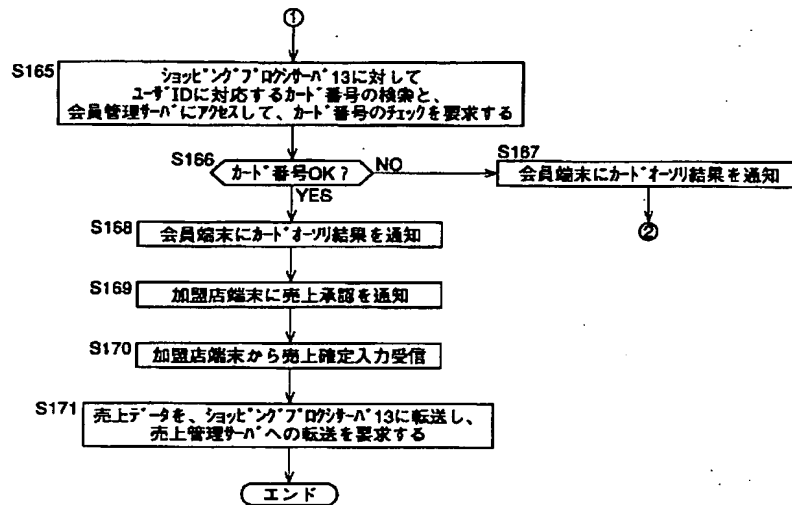 ①
S165
ショッピングプロクシサーバ13に対して
ユーザIDに対応するカード番号の検索と、
会員管理サーバにアクセスして、カード番号のチェックを要求する
S166
カード番号OK?
NO
S167
会員端末にカードオーソリ結果を通知
YES
②
S168
会員端末にカードオーソリ結果を通知
S169
加盟店端末に売上承認を通知
S170
加盟店端末から売上確定入力受信
S171
売上データを、ショッピングプロクシサーバ13に転送し、
売上管理サーバへの転送を要求する
エンド